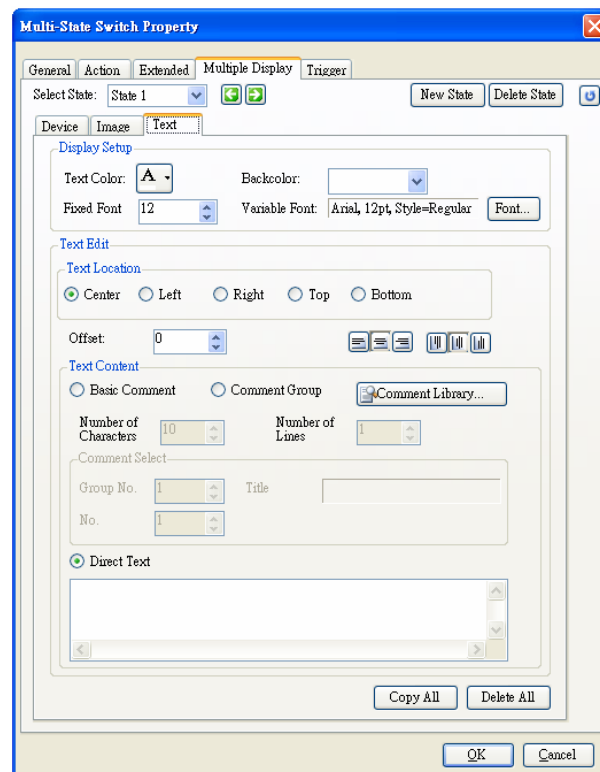 Multi-State Switch Property
General Action Extended Multiple Display Trigger
Select State: State 1 New State Delete State
Device Image Text
Display Setup
Text Color: A Backcolor:
Fixed Font 12 Variable Font: Arial, 12pt, Style=Regular Font...
Text Edit
Text Location
Center Left Right Top Bottom
Offset: 0
Text Content
Basic Comment Comment Group Comment Library...
Number of Characters 10 Number of Lines 1
Comment Select
Group No. 1 Title
No. 1
Direct Text
Copy All Delete All
OK Cancel